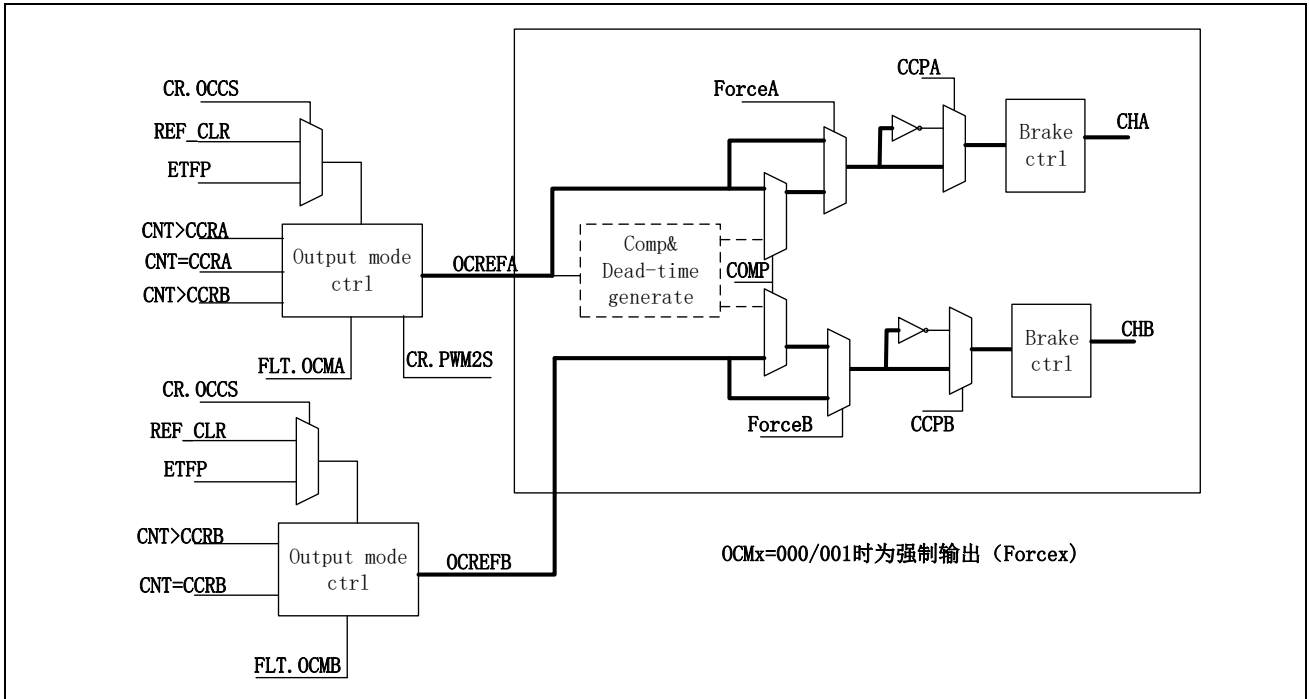 CR.OCCS
REF_CLR
ETFP
CNT>CCRA
CNT=CCRA
CNT>CCRB
Output mode
ctrl
OCREFA
FLT.OCMA
CR.PWM2S
Comp&
Dead-time
generate
COMP
ForceA
CCPA
Brake
ctrl
CHA
CR.OCCS
REF_CLR
ETFP
CNT>CCRB
CNT=CCRB
Output mode
ctrl
OCREFB
FLT.OCMB
ForceB
CCPB
Brake
ctrl
CHB
OCMx=000/001时为强制输出（Forcex)